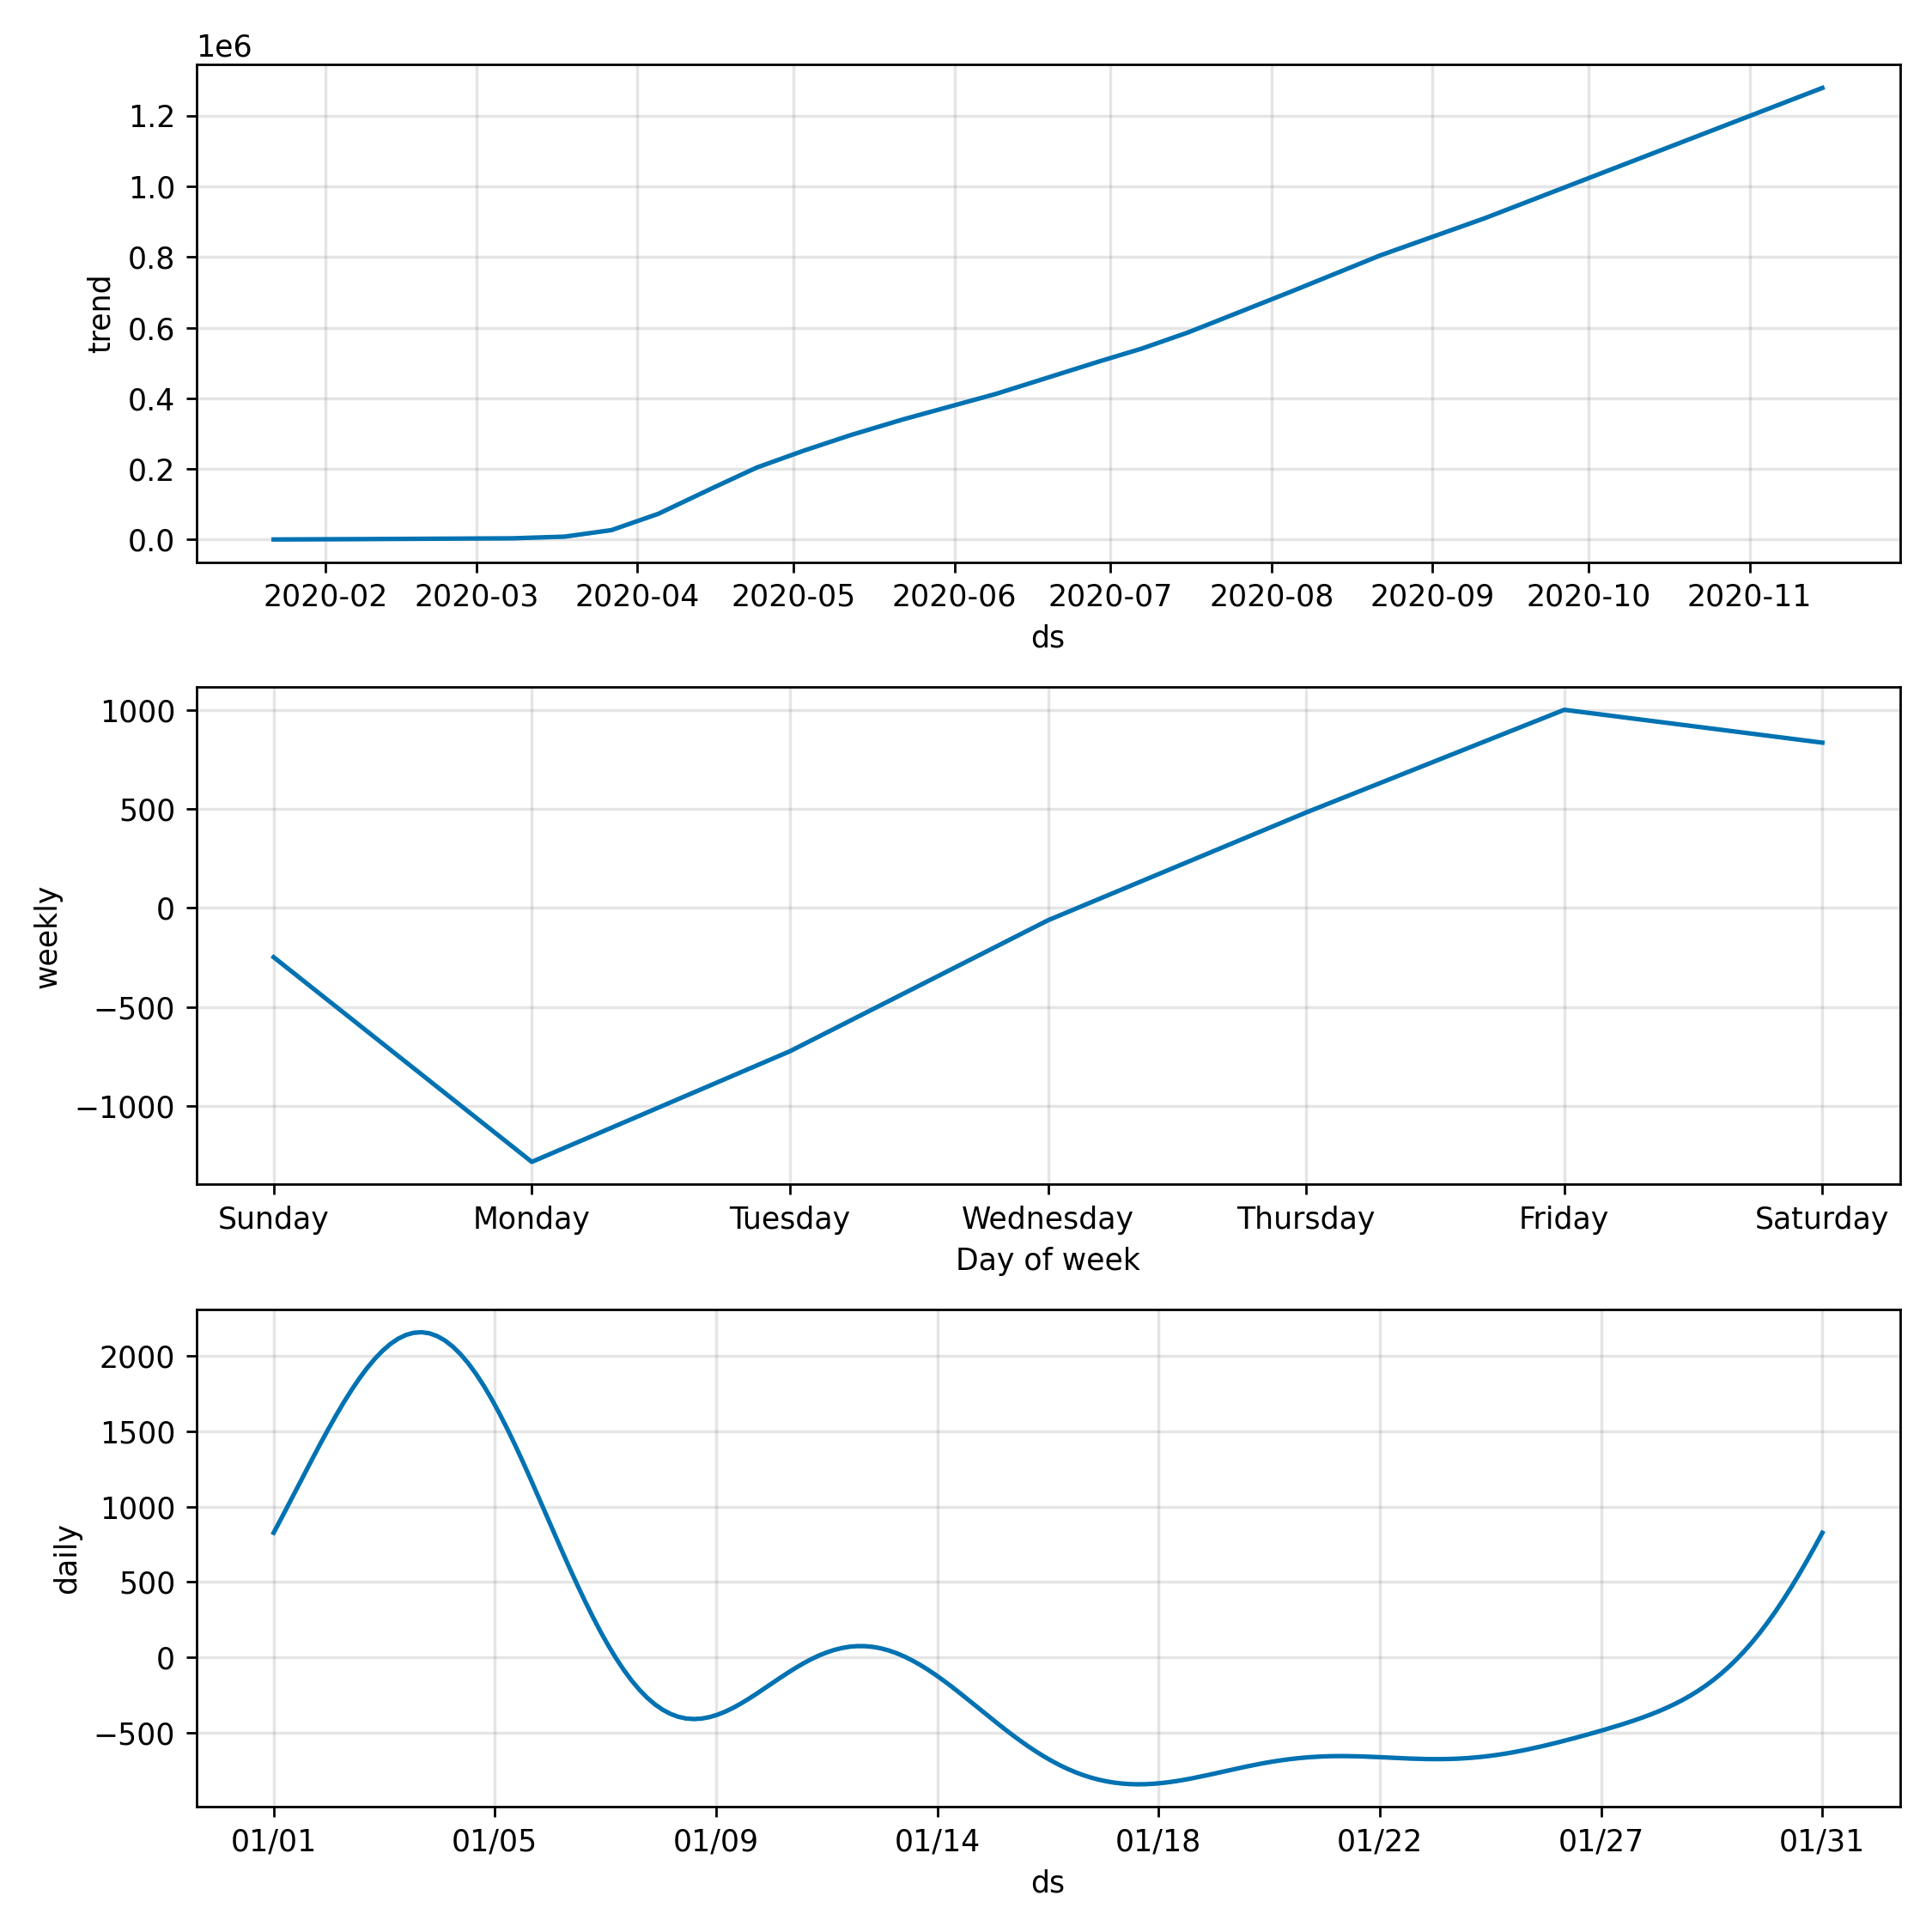 1e6
1.2
1.0
0.8
0.6
0.4
0.2
0.0
trend
2020-02 2020-03 2020-04 2020-05 2020-06 2020-07 2020-08 2020-09 2020-10 2020-11
ds
1000
500
0
−500
−1000
weekly
Sunday Monday Tuesday Wednesday Thursday Friday Saturday
Day of week
2000
1500
1000
500
0
−500
daily
01/01 01/05 01/09 01/14 01/18 01/22 01/27 01/31
ds